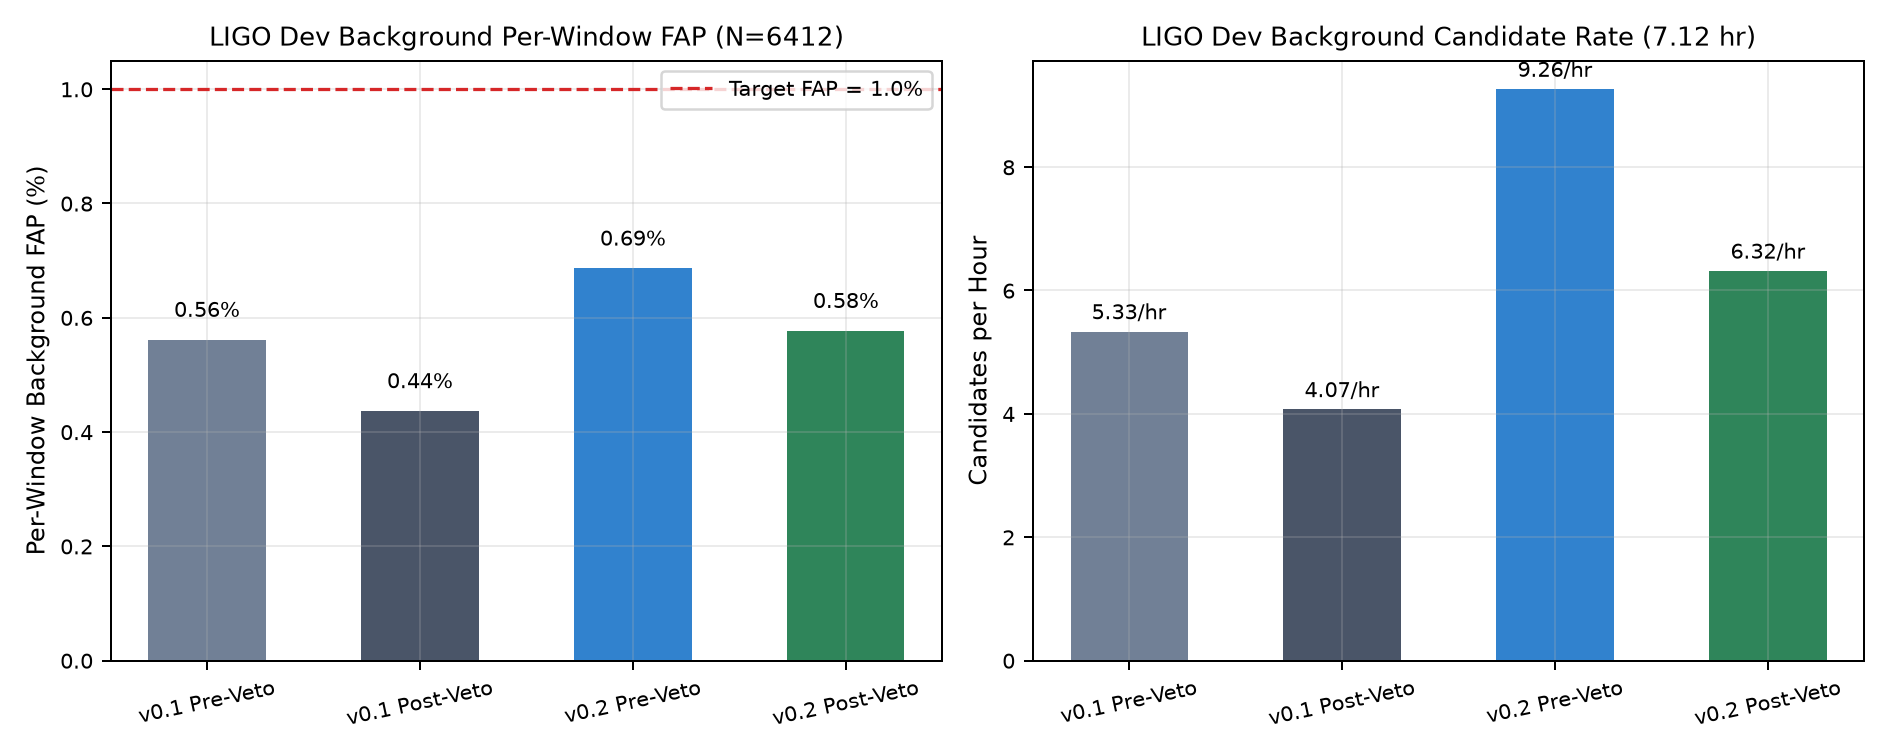 LIGO Dev Background Per-Window FAP (N=6412)
Per-Window Background FAP (%)
1.0
0.8
0.6
0.4
0.2
0.0
Target FAP = 1.0%
0.56%
0.44%
0.69%
0.58%
v0.1 Pre-Veto
v0.1 Post-Veto
v0.2 Pre-Veto
v0.2 Post-Veto
LIGO Dev Background Candidate Rate (7.12 hr)
Candidates per Hour
8
6
4
2
0
5.33/hr
4.07/hr
9.26/hr
6.32/hr
v0.1 Pre-Veto
v0.1 Post-Veto
v0.2 Pre-Veto
v0.2 Post-Veto